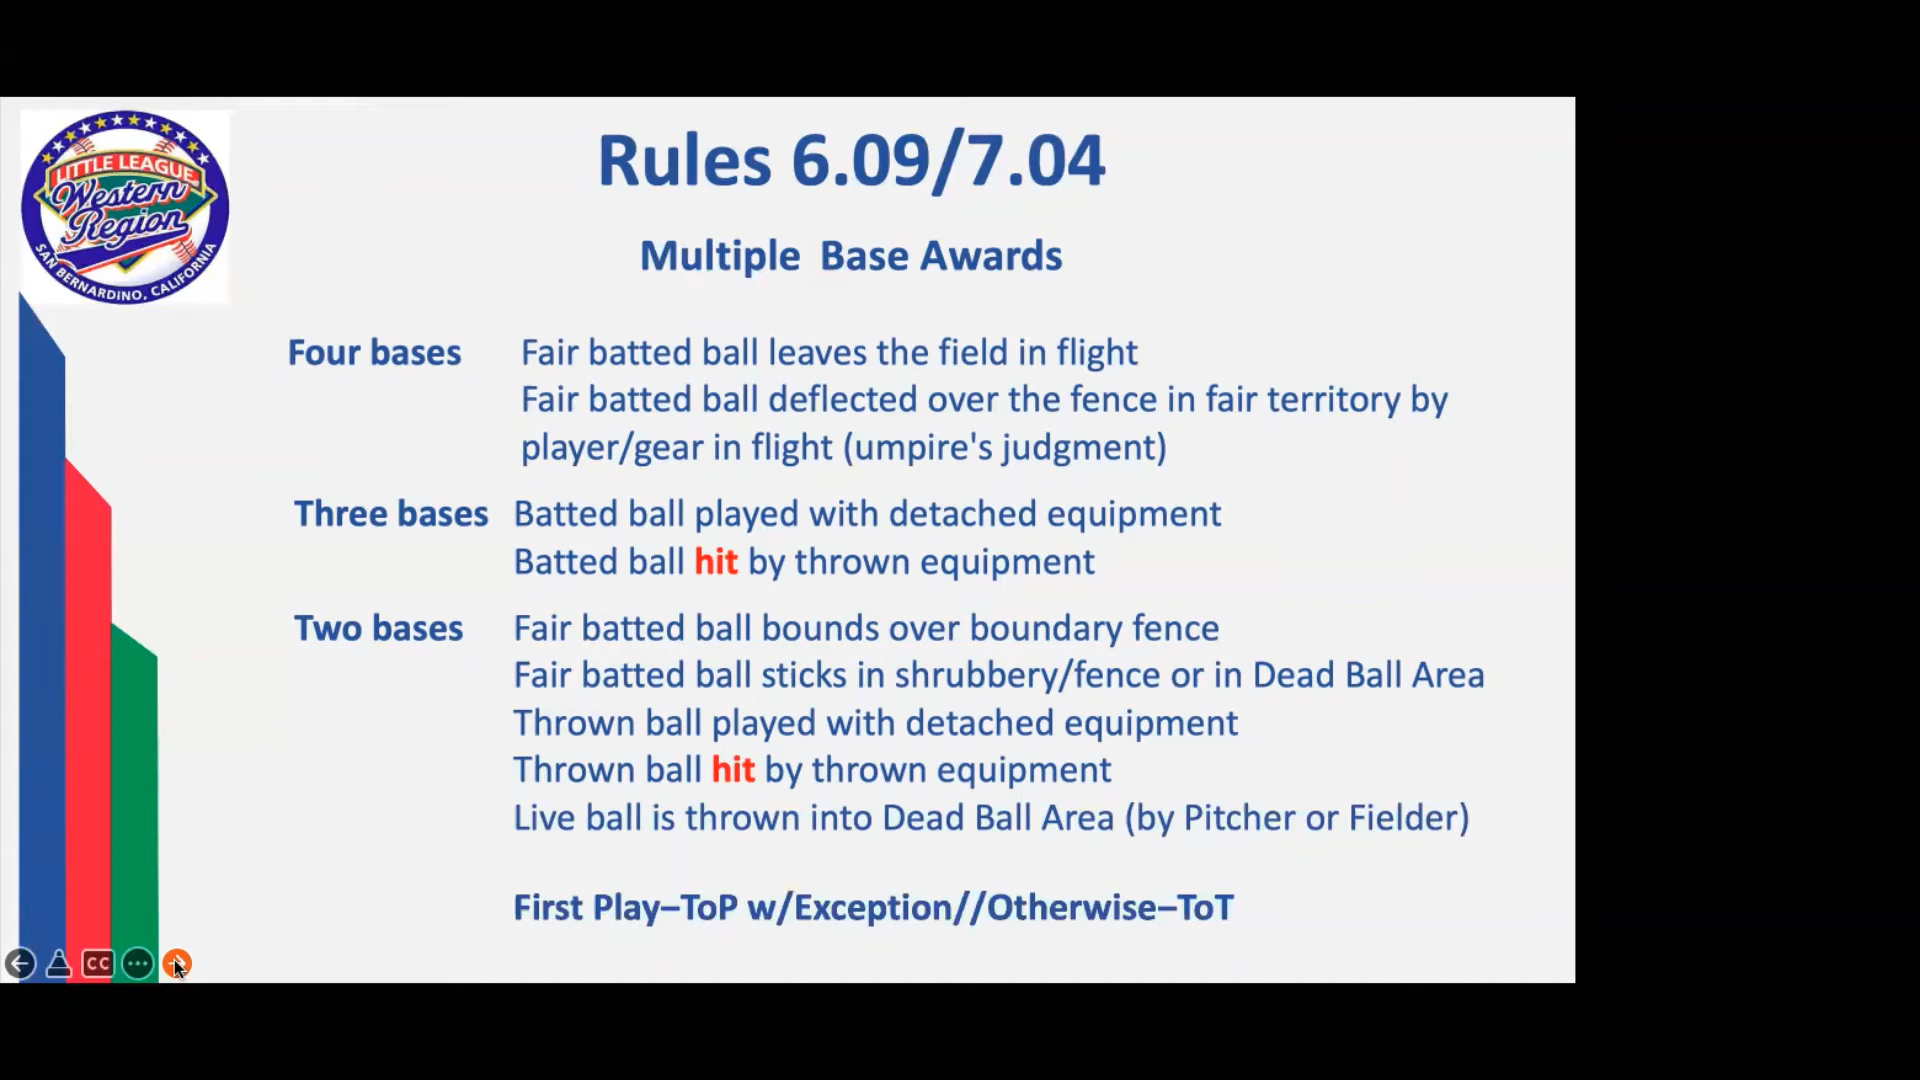 LITTLE LEAGUE
Western
Region
SAN BERNARDINO, CALIFORNIA
Rules 6.09/7.04
Multiple Base Awards
Four bases Fair batted ball leaves the field in flight
Fair batted ball deflected over the fence in fair territory by
player/gear in flight (umpire's judgment)
Three bases Batted ball played with detached equipment
Batted ball hit by thrown equipment
Two bases Fair batted ball bounds over boundary fence
Fair batted ball sticks in shrubbery/fence or in Dead Ball Area
Thrown ball played with detached equipment
Thrown ball hit by thrown equipment
Live ball is thrown into Dead Ball Area (by Pitcher or Fielder)
First Play–ToP w/Exception//Otherwise–ToT
CC